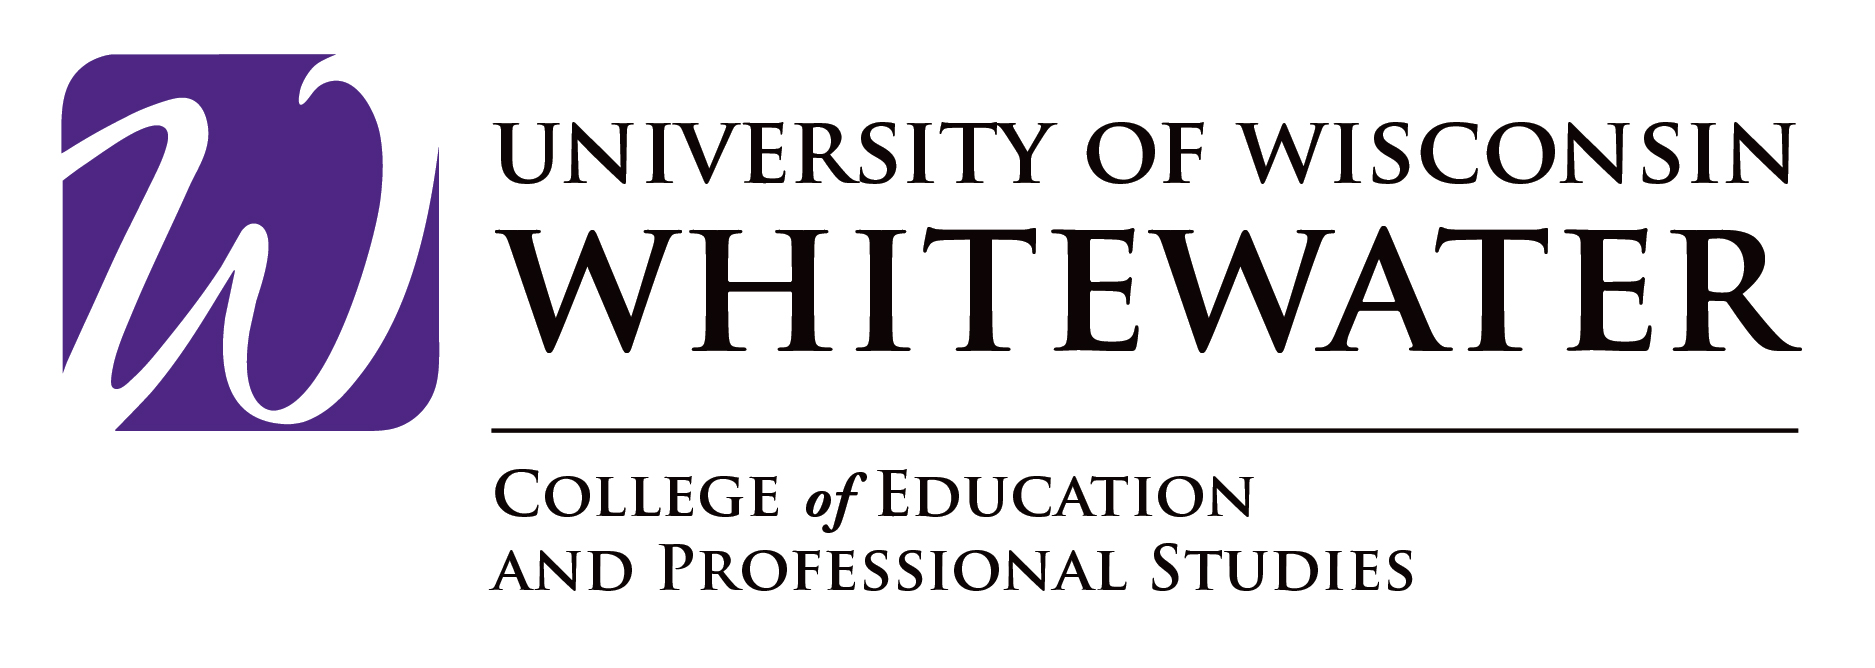 W
UNIVERSITY OF WISCONSIN
WHITEWATER
COLLEGE of EDUCATION
AND PROFESSIONAL STUDIES